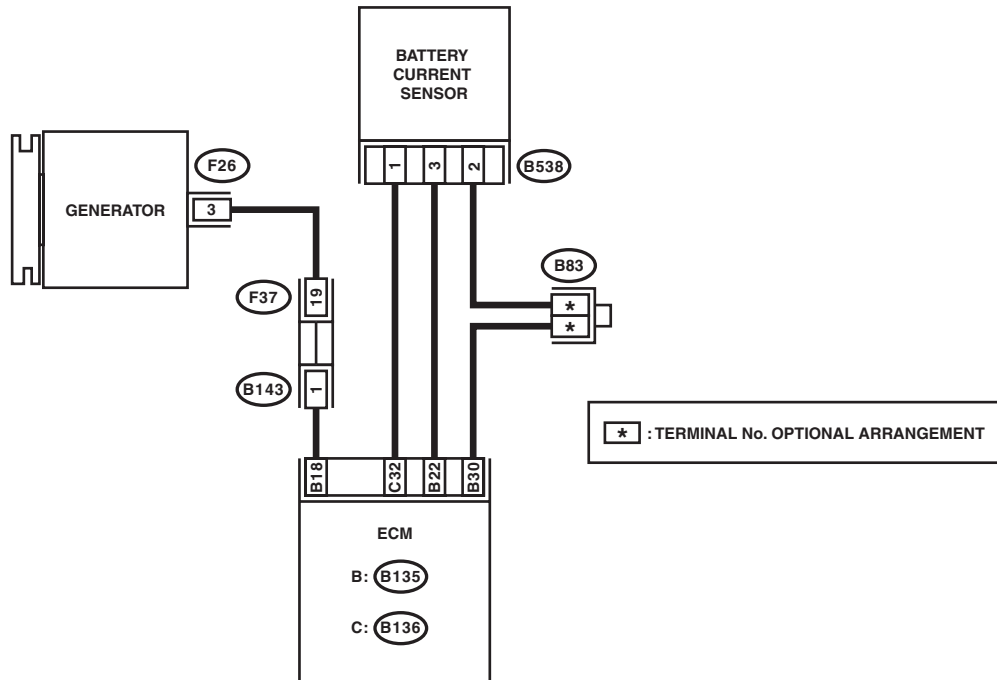 BATTERY
CURRENT
SENSOR
1
3
2
B538
F26
GENERATOR
3
B83
*
*
F37
19
B143
1
* : TERMINAL No. OPTIONAL ARRANGEMENT
B18
C32
B22
B30
ECM
B: B135
C: B136